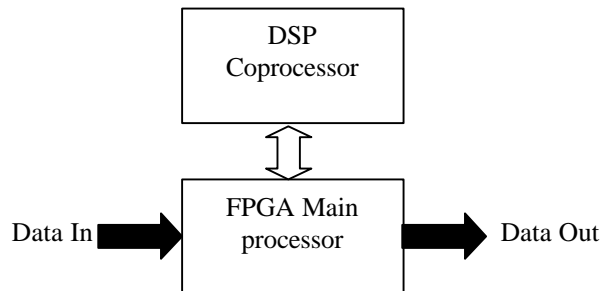 DSP
Coprocessor
FPGA Main
processor
Data In
Data Out